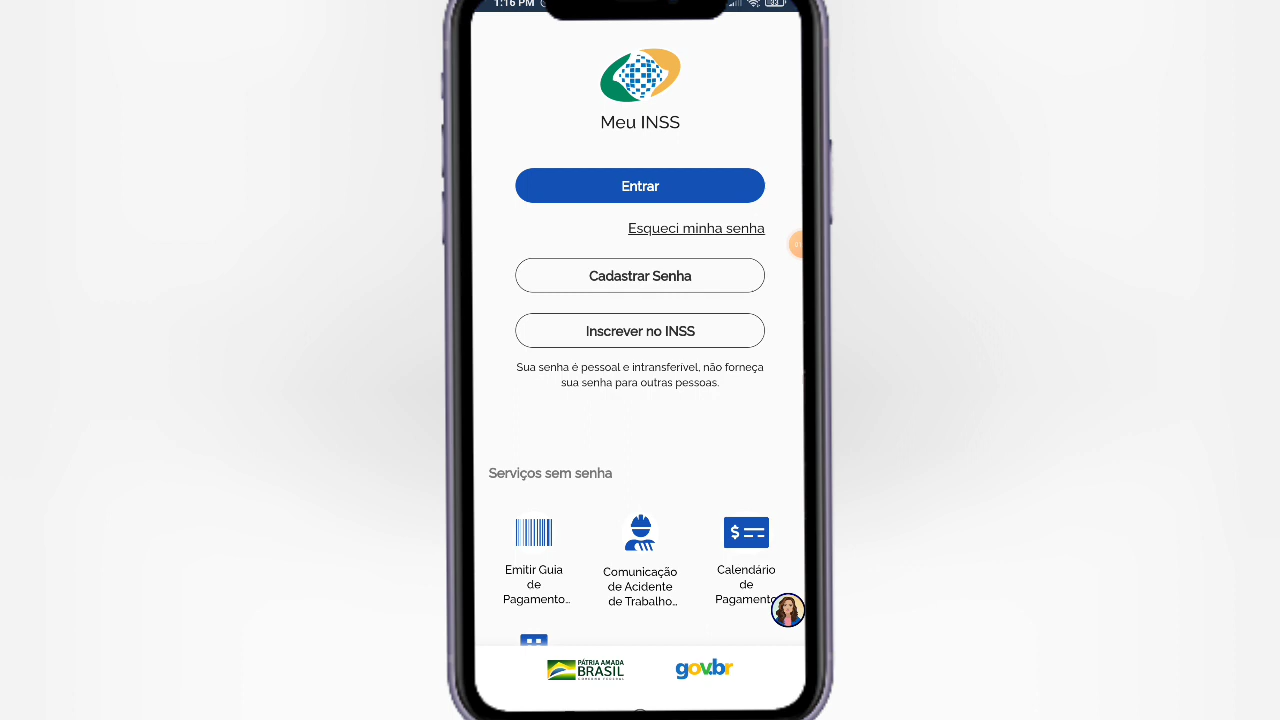 1:16 PM
Meu INSS
Entrar
Esqueci minha senha
Cadastrar Senha
Inscrever no INSS
Sua senha é pessoal e intransferível, não forneça
sua senha para outras pessoas.
Serviços sem senha
Emitir Guia
de
Pagamento...
Comunicação
de Acidente
de Trabalho...
Calendário
de
Pagamento
PÁTRIA AMADA
BRASIL
GOVERNO FEDERAL
gov.br